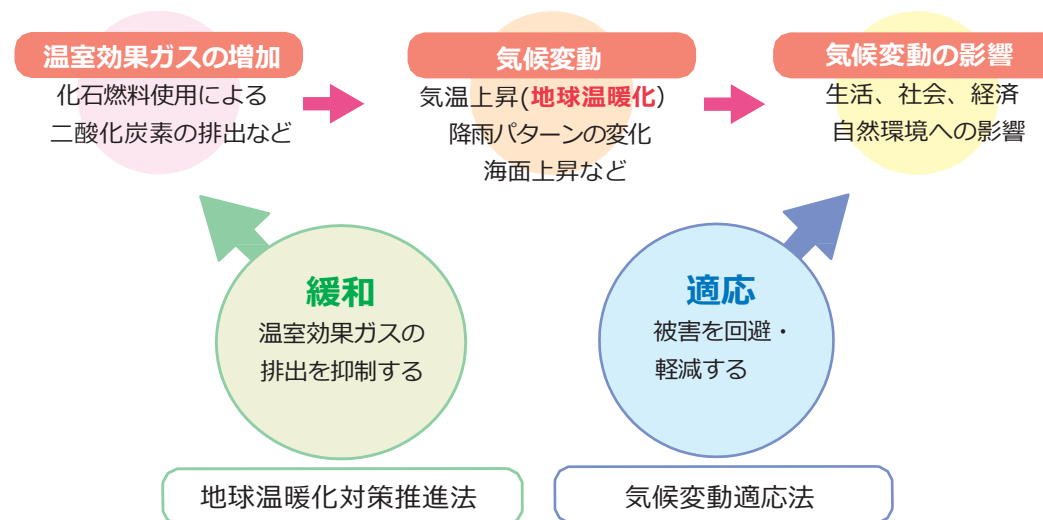 温室効果ガスの増加
化石燃料使用による
二酸化炭素の排出など
気候変動
気温上昇(地球温暖化)
降雨パターンの変化
海面上昇など
気候変動の影響
生活、社会、経済
自然環境への影響
緩和
温室効果ガスの
排出を抑制する
適応
被害を回避・
軽減する
地球温暖化対策推進法
気候変動適応法